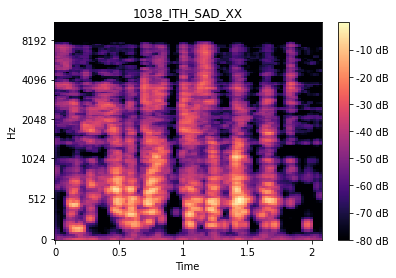 1038_ITH_SAD_XX
8192
4096
2048
1024
512
0
Hz
0
0.5
1
1.5
2
Time
-10 dB
-20 dB
-30 dB
-40 dB
-50 dB
-60 dB
-70 dB
-80 dB